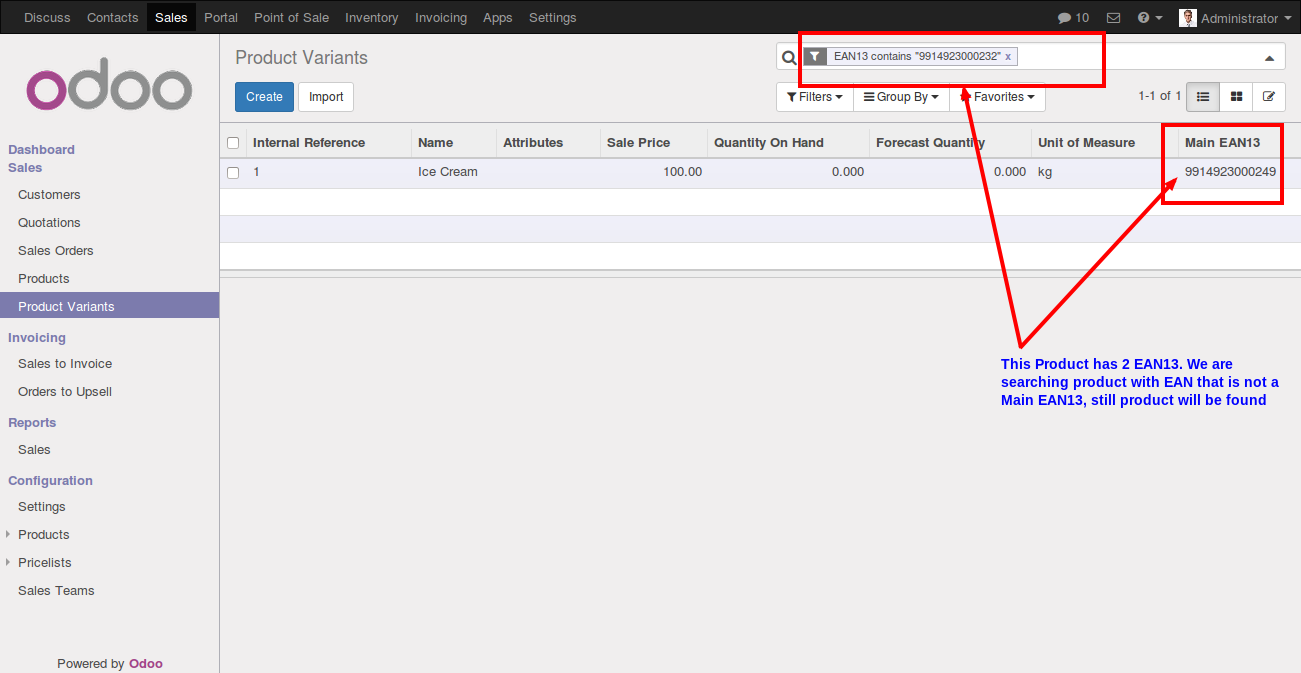 Discuss Contacts Sales Portal Point of Sale Inventory Invoicing Apps Settings 10 Administrator
odoo
Dashboard
Sales
Customers
Quotations
Sales Orders
Products
Product Variants
Invoicing
Sales to Invoice
Orders to Upsell
Reports
Sales
Configuration
Settings
Products
Pricelists
Sales Teams
Powered by Odoo
Product Variants
EAN13 contains "9914923000232" x
Create Import
Filters Group By Favorites
1-1 of 1
Internal Reference Name Attributes Sale Price Quantity On Hand Forecast Quantity Unit of Measure Main EAN13
1 Ice Cream 100.00 0.000 0.000 kg 9914923000249
This Product has 2 EAN13. We are
searching product with EAN that is not a
Main EAN13, still product will be found